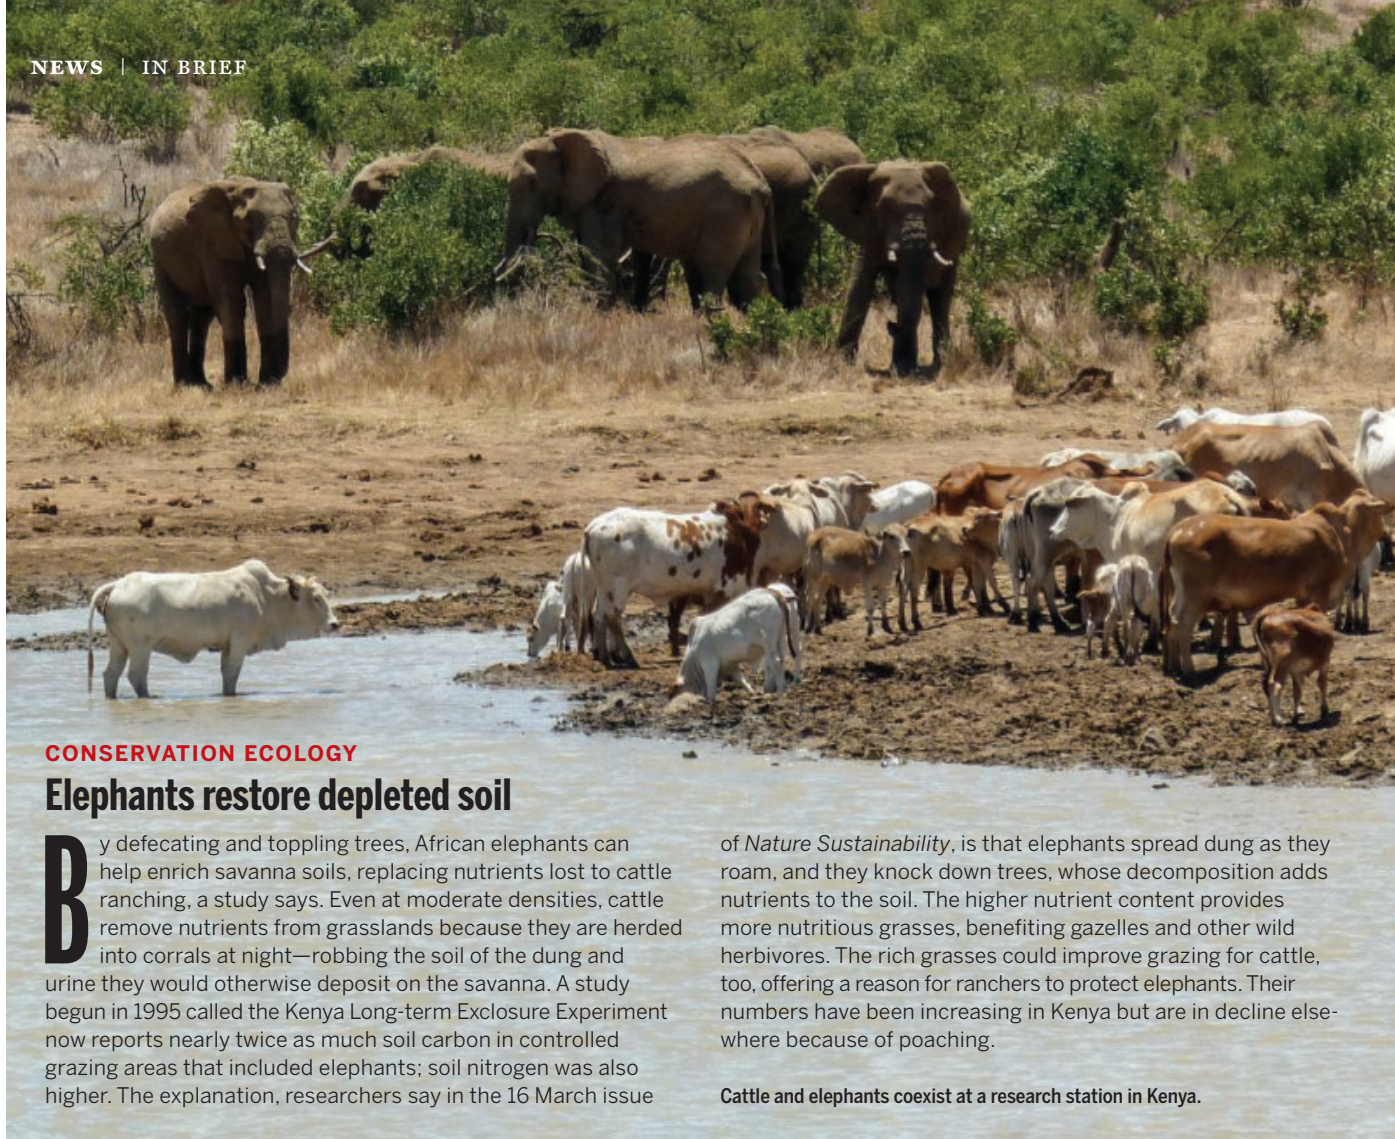 NEWS | IN BRIEF
CONSERVATION ECOLOGY
Elephants restore depleted soil
By defecating and toppling trees, African elephants can
help enrich savanna soils, replacing nutrients lost to cattle
ranching, a study says. Even at moderate densities, cattle
remove nutrients from grasslands because they are herded
into corrals at night—robbing the soil of the dung and
urine they would otherwise deposit on the savanna. A study
begun in 1995 called the Kenya Long-term Exclosure Experiment
now reports nearly twice as much soil carbon in controlled
grazing areas that included elephants; soil nitrogen was also
higher. The explanation, researchers say in the 16 March issue
of Nature Sustainability, is that elephants spread dung as they
roam, and they knock down trees, whose decomposition adds
nutrients to the soil. The higher nutrient content provides
more nutritious grasses, benefiting gazelles and other wild
herbivores. The rich grasses could improve grazing for cattle,
too, offering a reason for ranchers to protect elephants. Their
numbers have been increasing in Kenya but are in decline else-
where because of poaching.
Cattle and elephants coexist at a research station in Kenya.